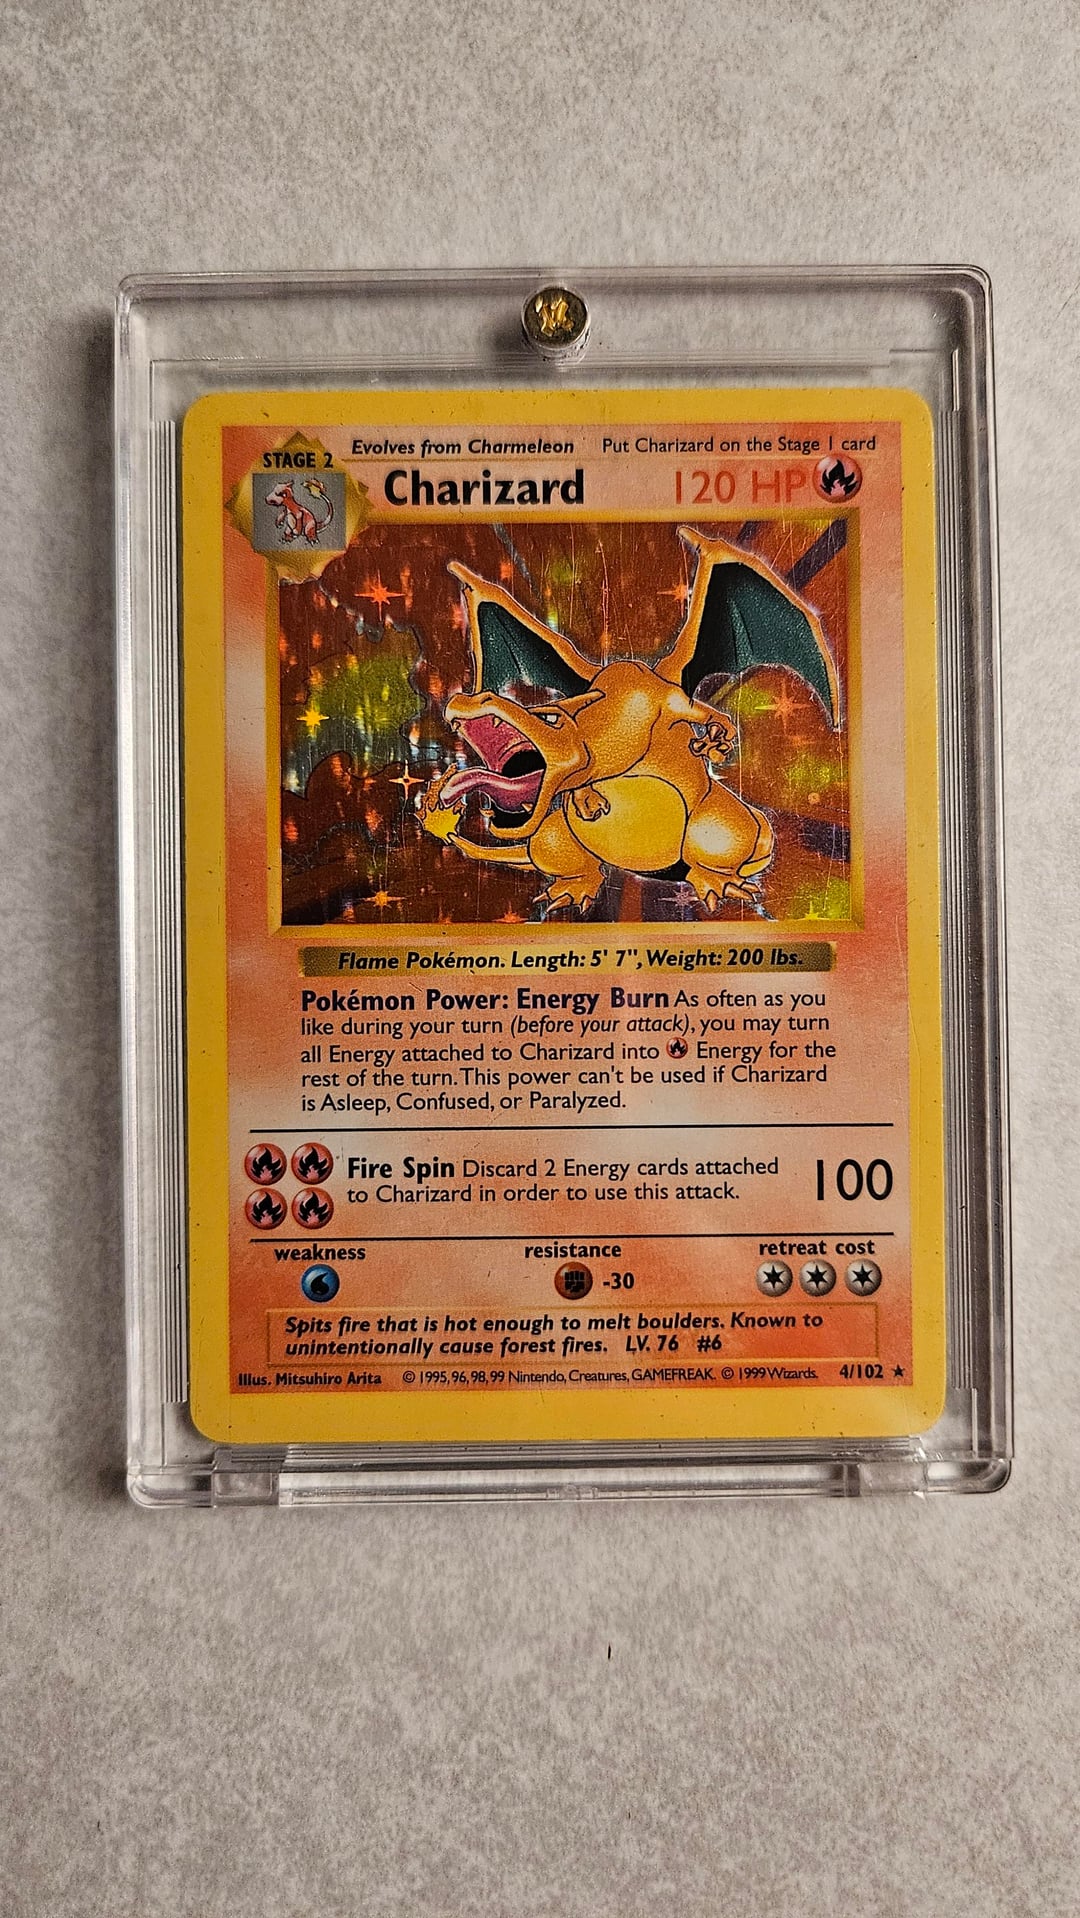 STAGE 2
Evolves from Charmeleon Put Charizard on the Stage 1 card
Charizard 120 HP
Flame Pokémon. Length: 5' 7", Weight: 200 lbs.
Pokémon Power: Energy Burn As often as you
like during your turn (before your attack), you may turn
all Energy attached to Charizard into Energy for the
rest of the turn. This power can't be used if Charizard
is Asleep, Confused, or Paralyzed.
Fire Spin Discard 2 Energy cards attached
to Charizard in order to use this attack. 100
weakness resistance retreat cost
-30
Spits fire that is hot enough to melt boulders. Known to
unintentionally cause forest fires. LV. 76 #6
Illus. Mitsuhiro Arita © 1995, 96, 98, 99 Nintendo, Creatures, GAMEFREAK. © 1999 Wizards. 4/102 ★